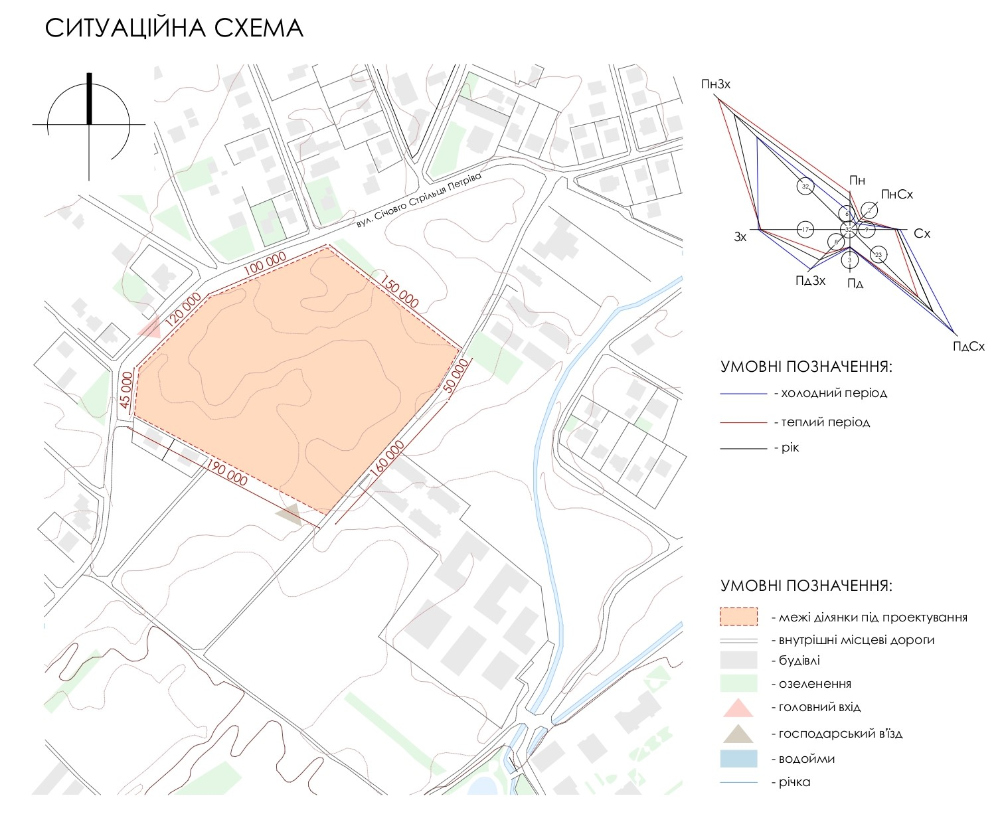 СИТУАЦІЙНА СХЕМА
вул. Січовго Стрільця Петріва
100 000
150 000
120 000
45 000
50 000
190 000
160 000
ПнЗх
Пн
ПнСх
32
6
2
Зх
17
32
9
Сх
8
23
3
ПдЗх
Пд
ПдСх
УМОВНІ ПОЗНАЧЕННЯ:
- холодний період
- теплий період
- рік
УМОВНІ ПОЗНАЧЕННЯ:
- межі ділянки під проектування
- внутрішні місцеві дороги
- будівлі
- озеленення
- головний вхід
- господарський в'їзд
- водойми
- річка